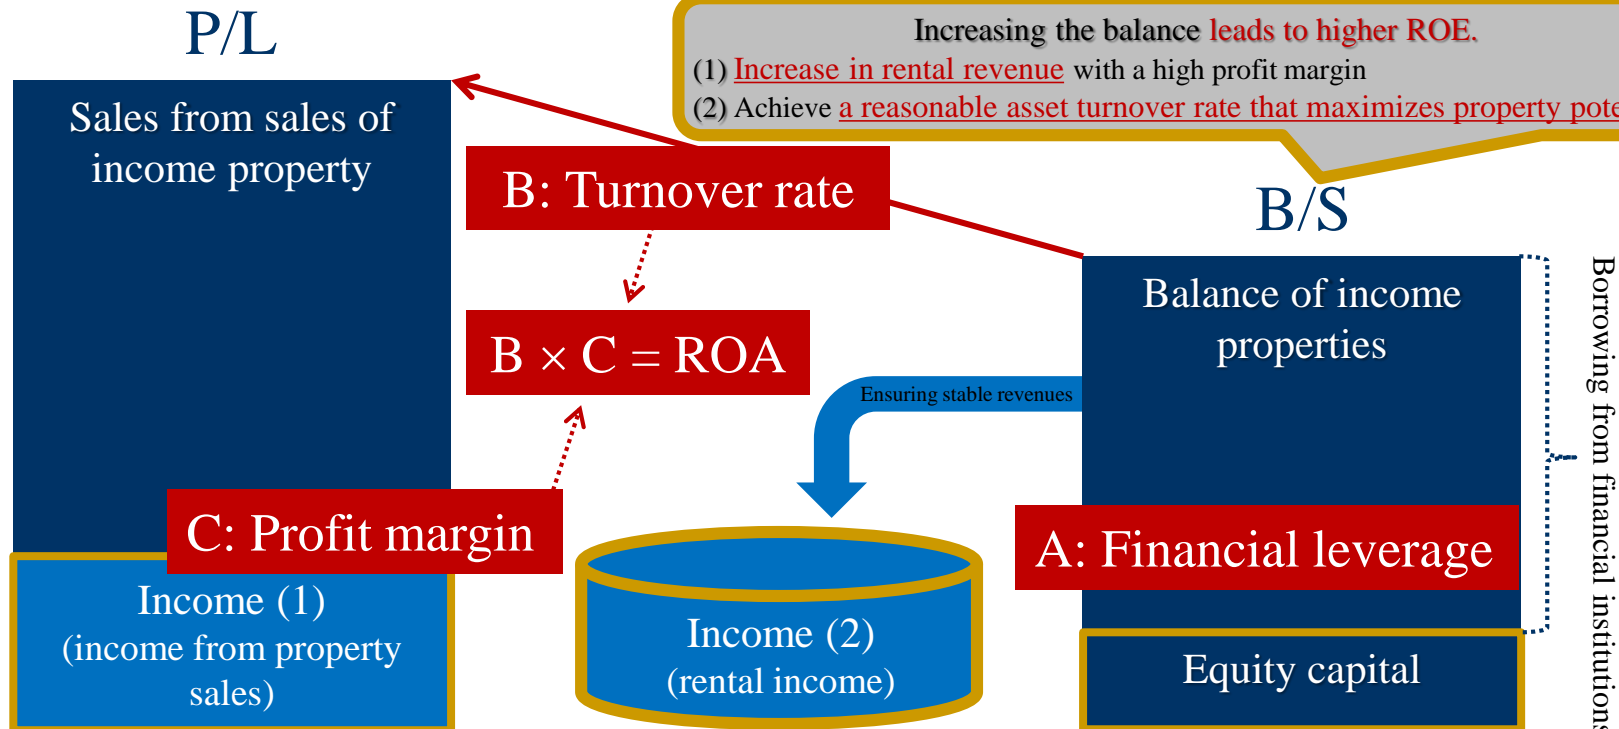 P/L
Increasing the balance leads to higher ROE.
(1) Increase in rental revenue with a high profit margin
(2) Achieve a reasonable asset turnover rate that maximizes property
Sales from sales of
income property
B: Turnover rate
B/S
Balance of income
properties
B × C = ROA
Ensuring stable revenues
C: Profit margin
A: Financial leverage
Income (1)
(income from property
sales)
Income (2)
(rental income)
Equity capital
Borrowing from financial institutions